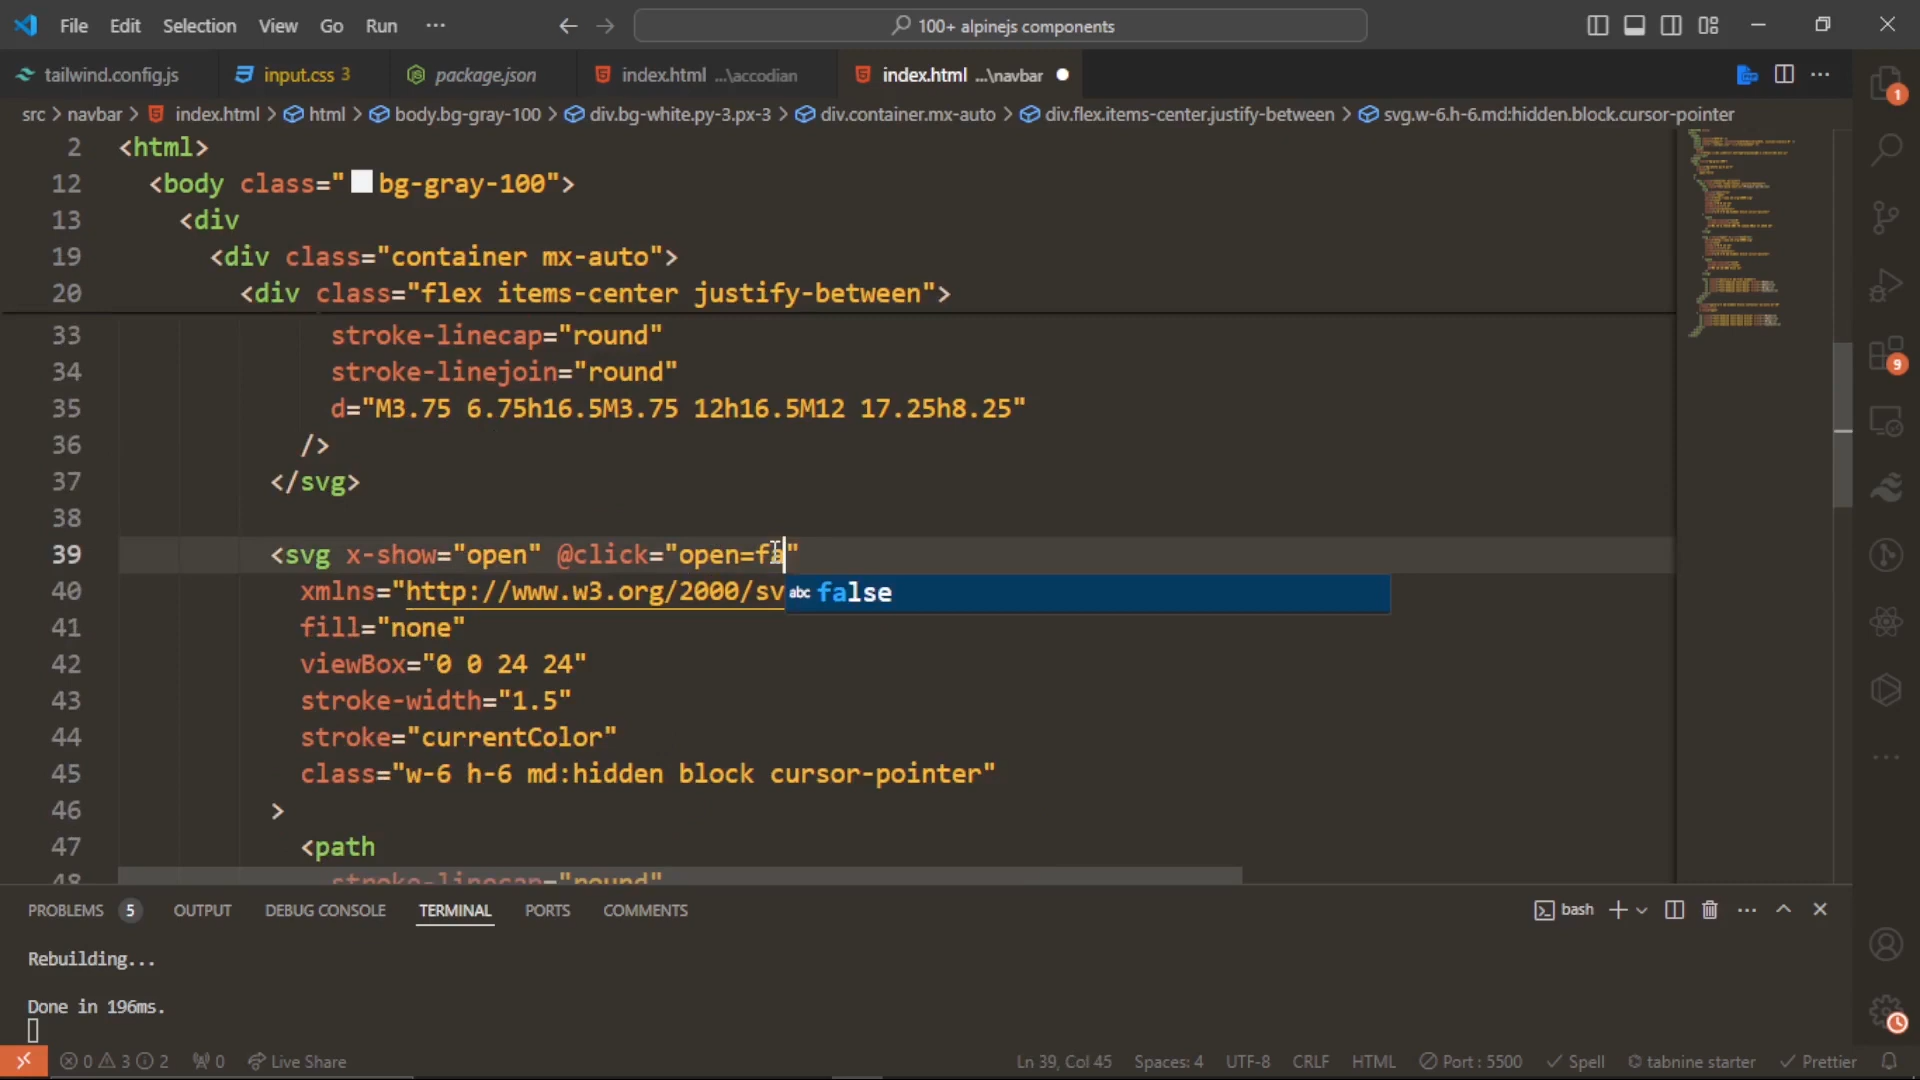 File Edit Selection View Go Run ··· 100+ alpinejs components
tailwind.config.js input.css 3 package.json index.html ...\accodian index.html ...\navbar
src > navbar > index.html > html > body.bg-gray-100 > div.bg-white.py-3.px-3 > div.container.mx-auto > div.flex.items-center.justify-between > svg.w-6.h-6.md:hidden.block.cursor-pointer
2 <html>
12 <body class="bg-gray-100">
13 <div
19 <div class="container mx-auto">
20 <div class="flex items-center justify-between">
33 stroke-linecap="round"
34 stroke-linejoin="round"
35 d="M3.75 6.75h16.5M3.75 12h16.5M12 17.25h8.25"
36 />
37 </svg>
38
39 <svg x-show="open" @click="open=fa"
40 xmlns="http://www.w3.org/2000/sv abc false
41 fill="none"
42 viewBox="0 0 24 24"
43 stroke-width="1.5"
44 stroke="currentColor"
45 class="w-6 h-6 md:hidden block cursor-pointer"
46 >
47 <path
48 stroke-linecap="round"
PROBLEMS 5 OUTPUT DEBUG CONSOLE TERMINAL PORTS COMMENTS bash
Rebuilding...
Done in 196ms.
0 3 2 0 Live Share Ln 39, Col 45 Spaces: 4 UTF-8 CRLF HTML Port : 5500 Spell tabnine starter Prettier
1
9